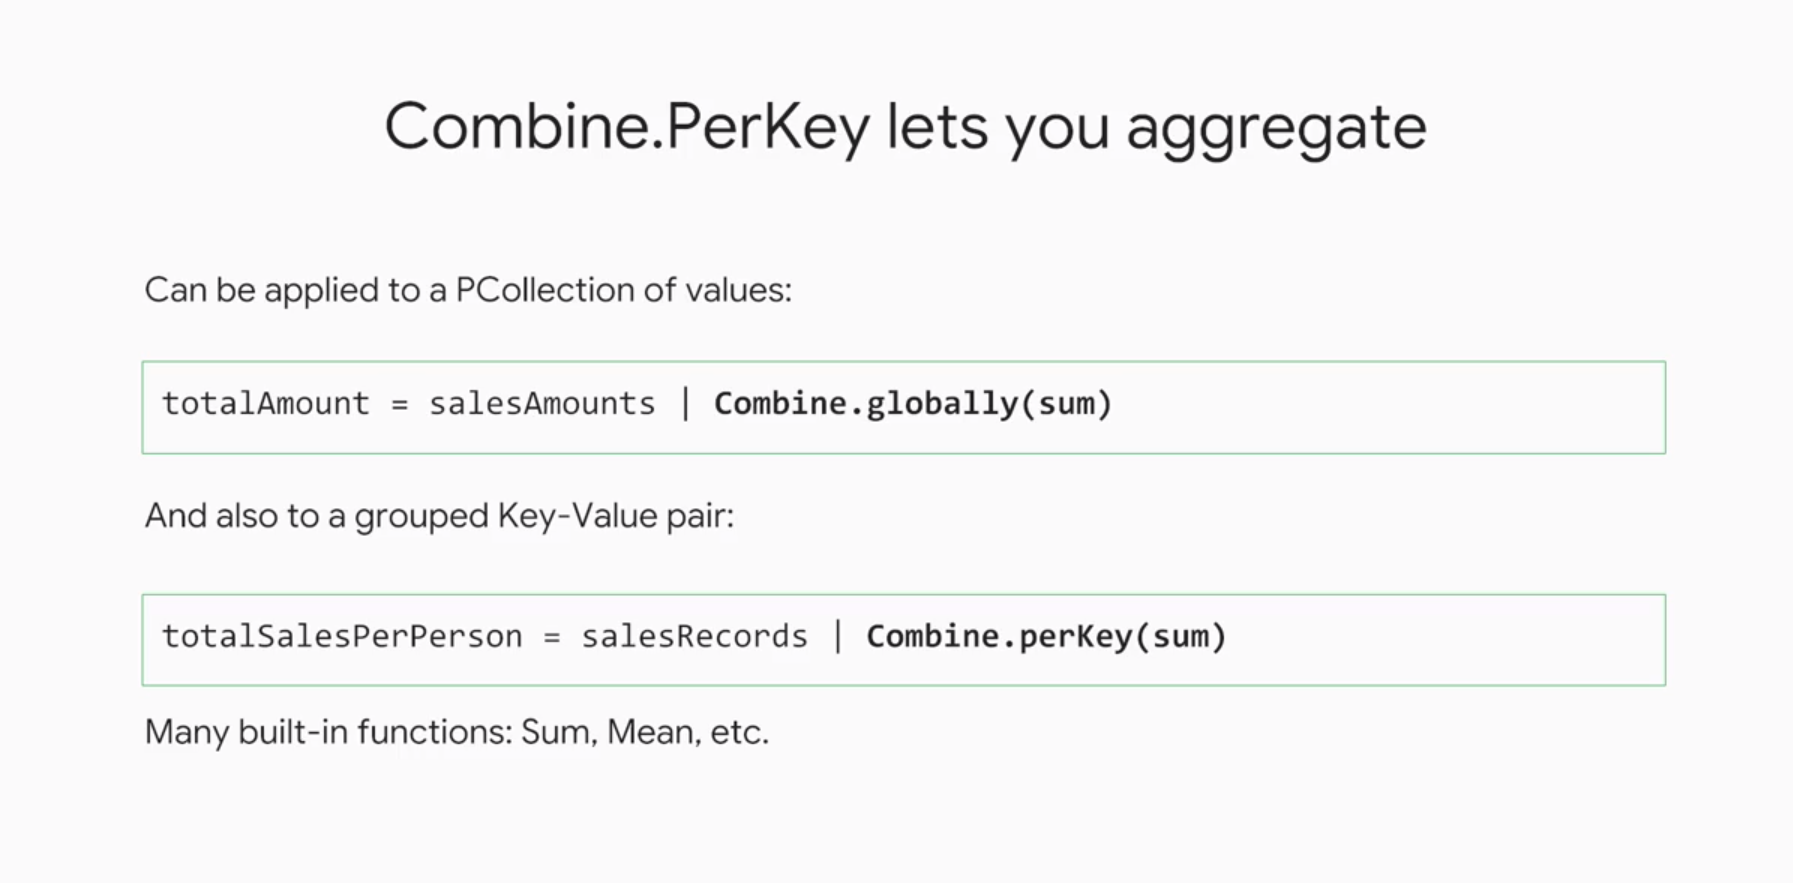 Combine.PerKey lets you aggregate
Can be applied to a PCollection of values:
totalAmount = salesAmounts | Combine.globally(sum)
And also to a grouped Key-Value pair:
totalSalesPerPerson = salesRecords | Combine.perKey(sum)
Many built-in functions: Sum, Mean, etc.